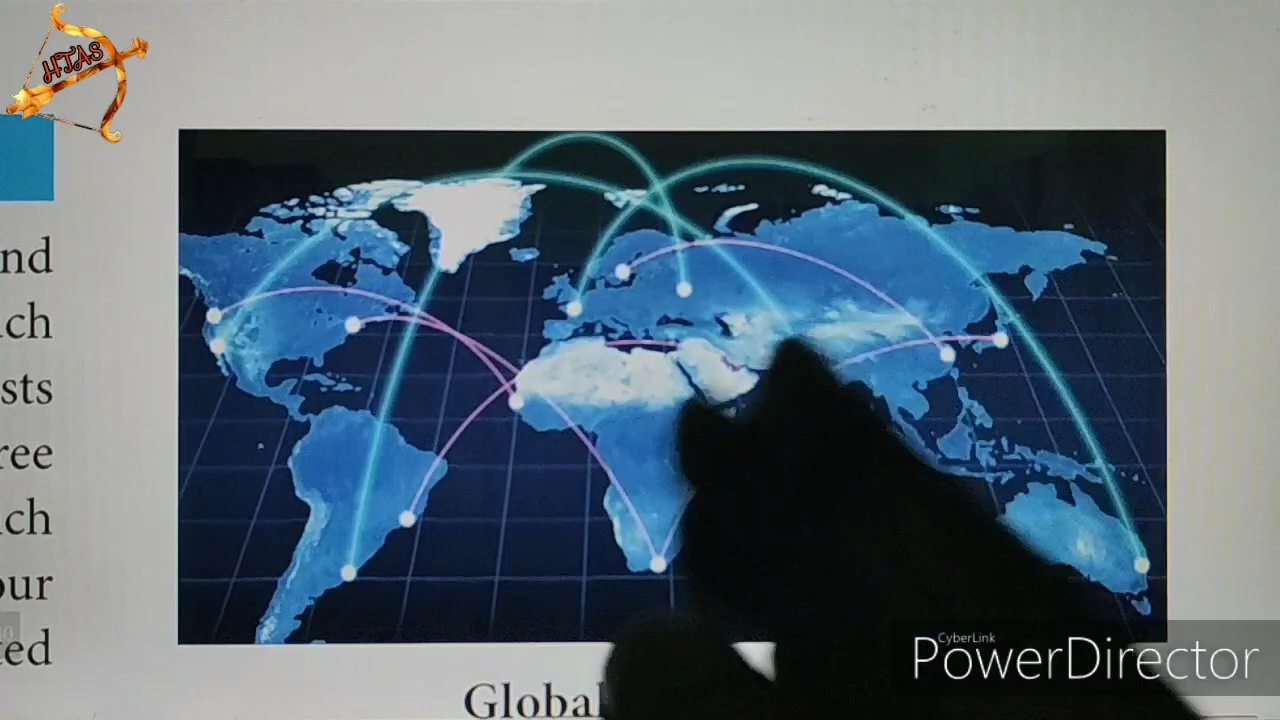 HTAS
nd
ch
sts
ree
ch
our
ted
Global
CyberLink
PowerDirector